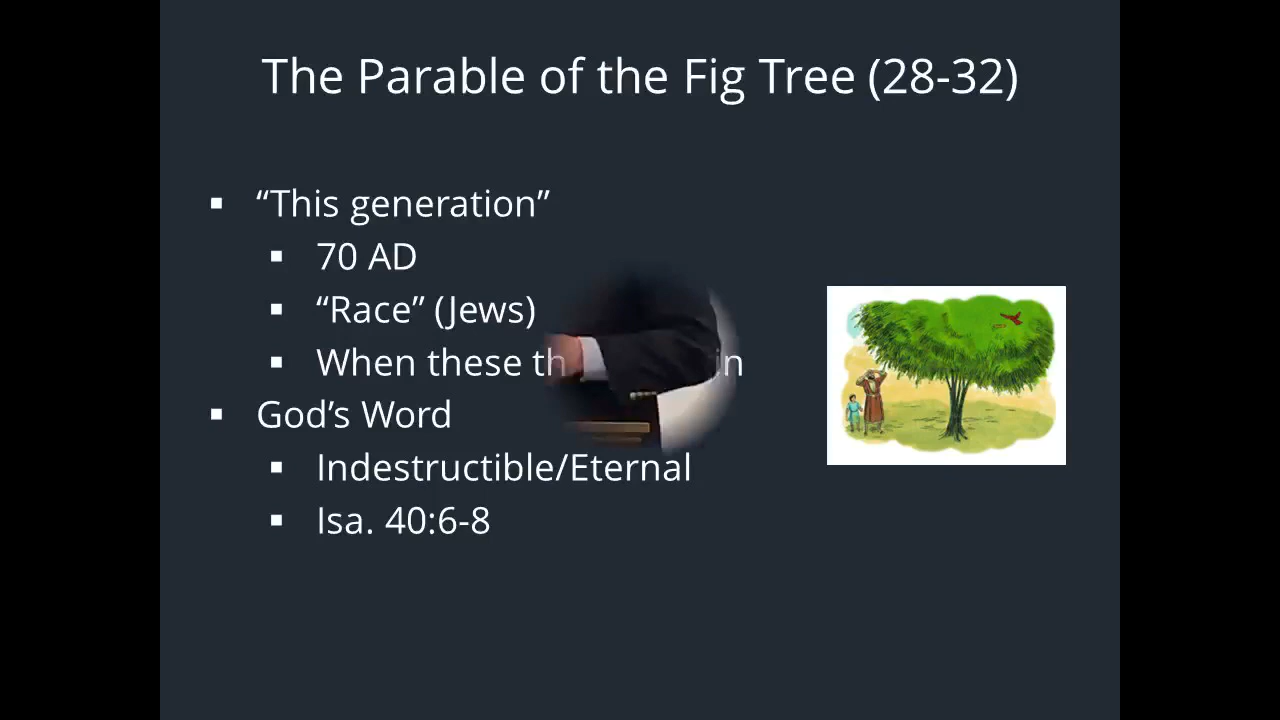 The Parable of the Fig Tree (28-32)
“This generation”
70 AD
“Race” (Jews)
When these
God’s Word
Indestructible/Eternal
Isa. 40:6-8